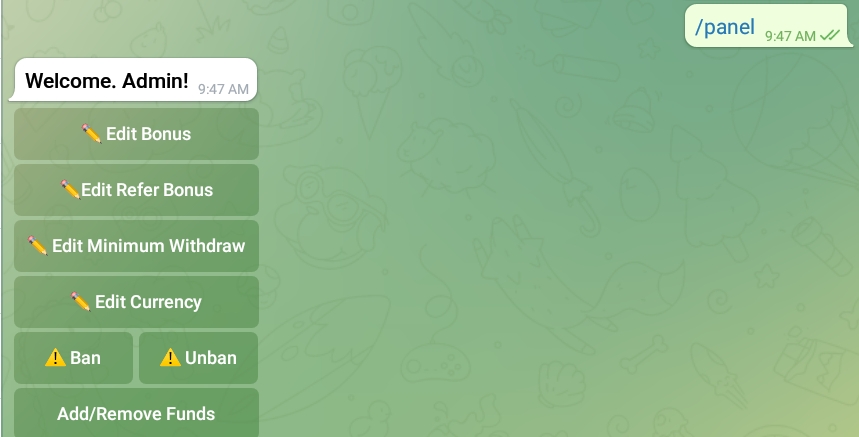 /panel 9:47 AM
Welcome. Admin! 9:47 AM
✏️ Edit Bonus
✏️Edit Refer Bonus
✏️ Edit Minimum Withdraw
✏️ Edit Currency
⚠️ Ban ⚠️ Unban
Add/Remove Funds